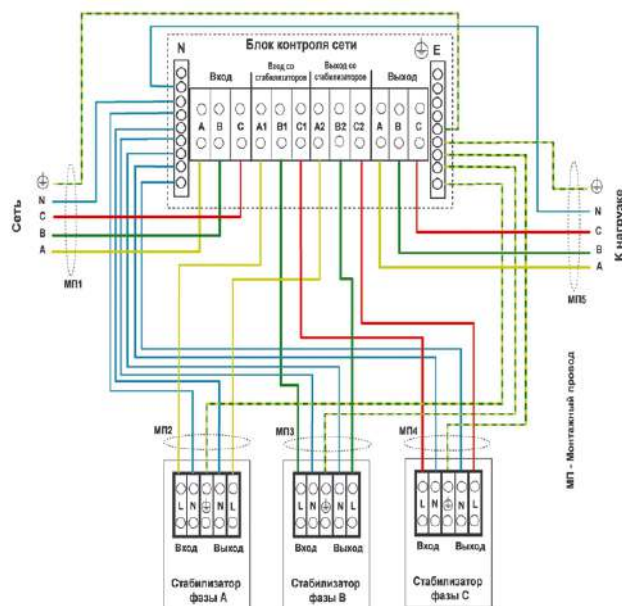 Блок контроля сети
N
E
Вход
Вход со
стабилизаторов
Выход со
стабилизаторов
Выход
A B C A1 B1 C1 A2 B2 C2 A B C
Сеть
N
C
B
A
МП1
К нагрузке
N
C
B
A
МП5
МП - Монтажный провод
МП2
МП3
МП4
L N N L
Вход Выход
Стабилизатор
фазы А
L N N L
Вход Выход
Стабилизатор
фазы В
L N N L
Вход Выход
Стабилизатор
фазы С